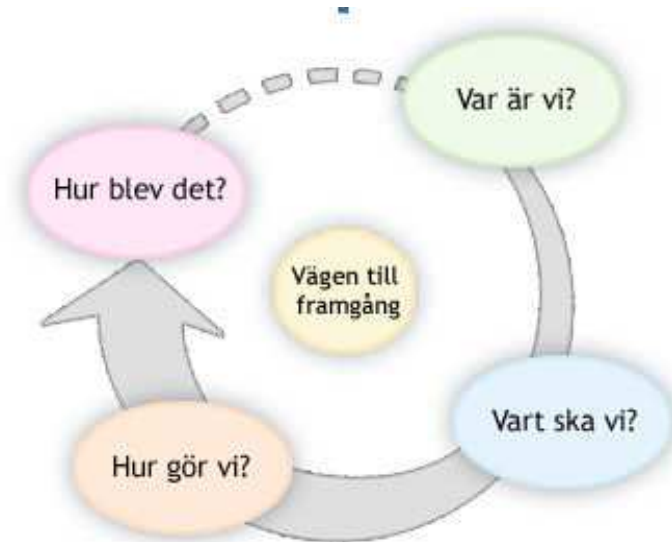 Var är vi?
Hur blev det?
Vägen till
framgång
Vart ska vi?
Hur gör vi?